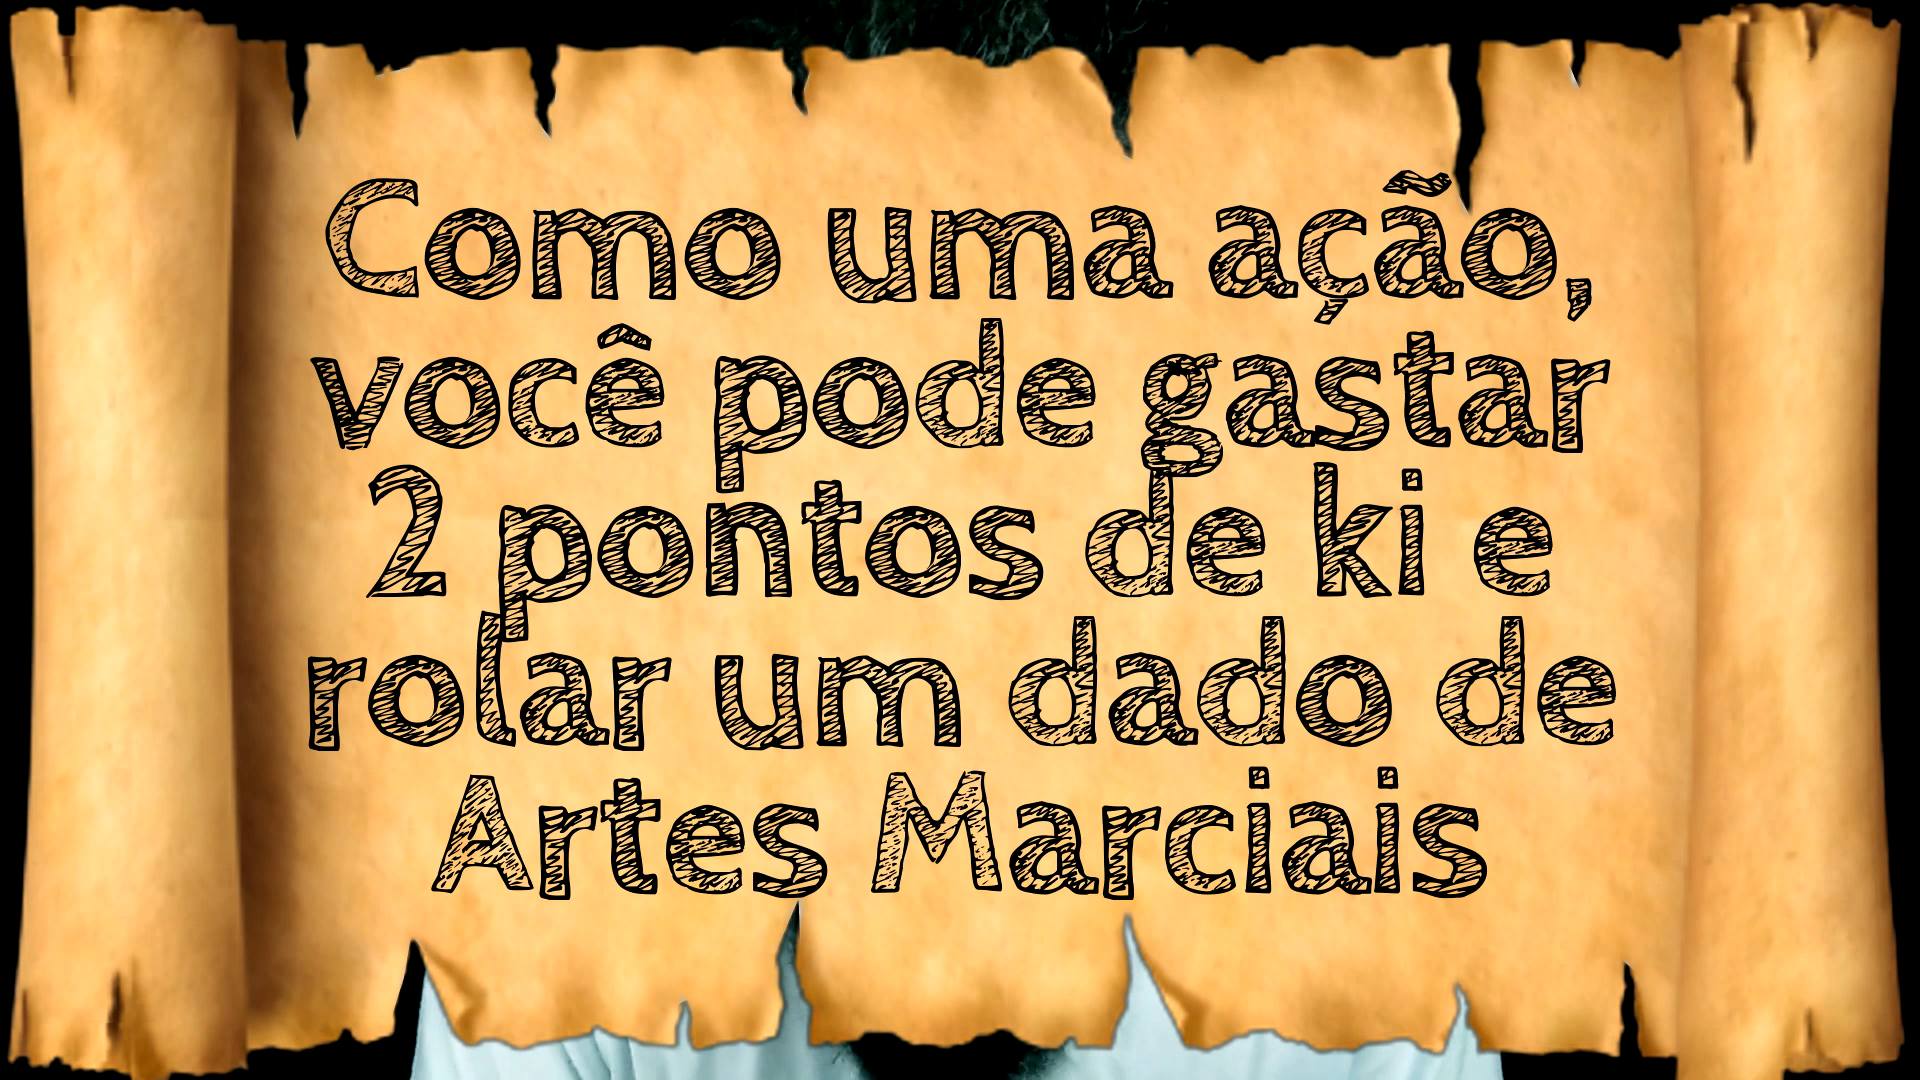 Como uma ação,
você pode gastar
2 pontos de ki e
rolar um dado de
Artes Marciais